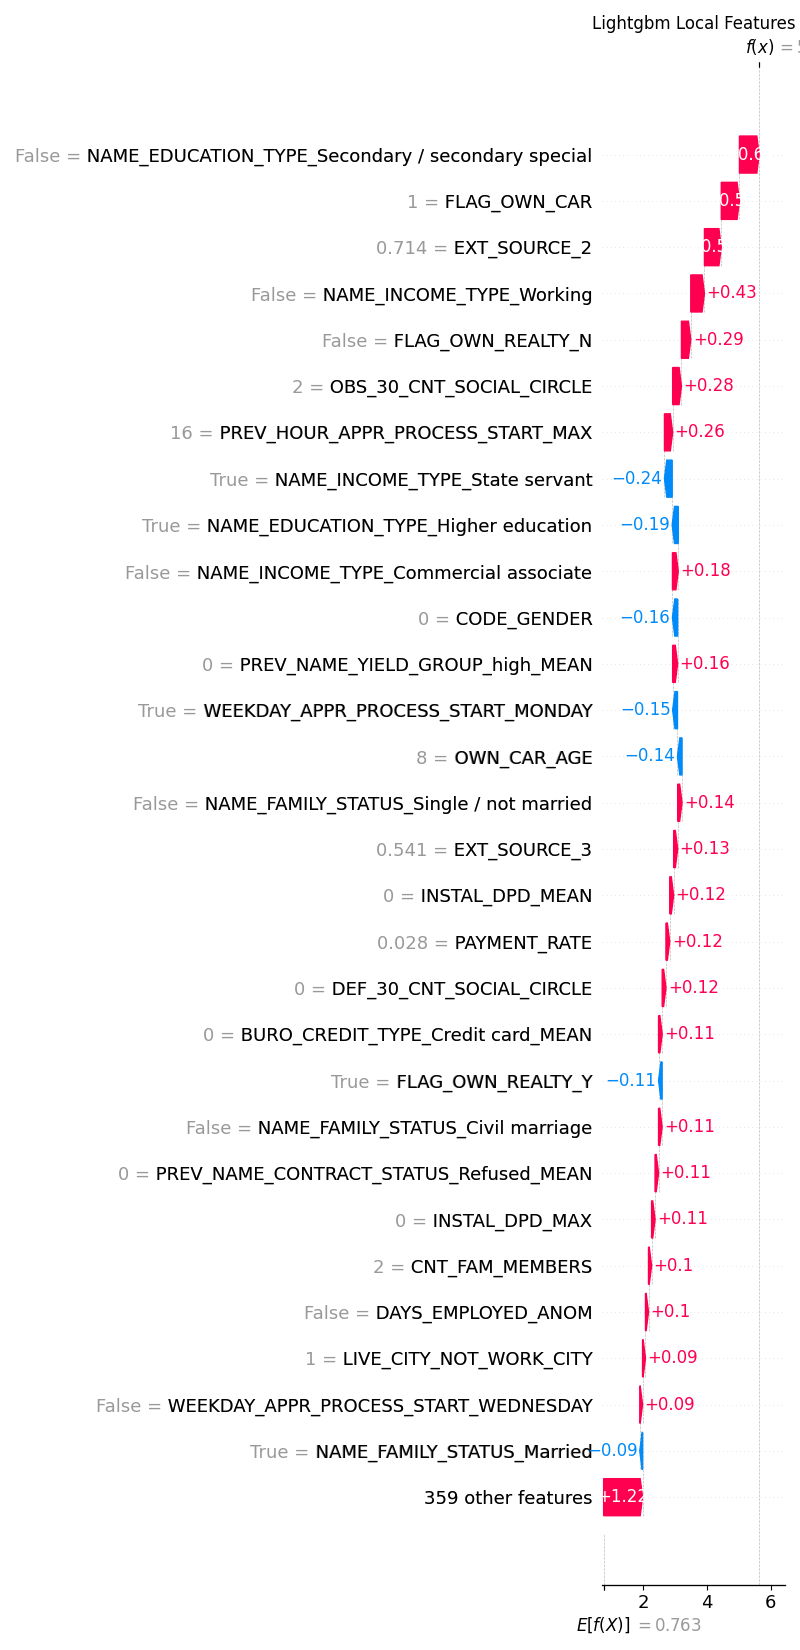 Lightgbm Local Features
f(x) = 5
False = NAME_EDUCATION_TYPE_Secondary / secondary special
0.6
1 = FLAG_OWN_CAR
0.5
0.714 = EXT_SOURCE_2
0.5
False = NAME_INCOME_TYPE_Working +0.43
False = FLAG_OWN_REALTY_N +0.29
2 = OBS_30_CNT_SOCIAL_CIRCLE +0.28
16 = PREV_HOUR_APPR_PROCESS_START_MAX +0.26
True = NAME_INCOME_TYPE_State servant −0.24
True = NAME_EDUCATION_TYPE_Higher education −0.19
False = NAME_INCOME_TYPE_Commercial associate +0.18
0 = CODE_GENDER −0.16
0 = PREV_NAME_YIELD_GROUP_high_MEAN +0.16
True = WEEKDAY_APPR_PROCESS_START_MONDAY −0.15
8 = OWN_CAR_AGE −0.14
False = NAME_FAMILY_STATUS_Single / not married +0.14
0.541 = EXT_SOURCE_3 +0.13
0 = INSTAL_DPD_MEAN +0.12
0.028 = PAYMENT_RATE +0.12
0 = DEF_30_CNT_SOCIAL_CIRCLE +0.12
0 = BURO_CREDIT_TYPE_Credit card_MEAN +0.11
True = FLAG_OWN_REALTY_Y −0.11
False = NAME_FAMILY_STATUS_Civil marriage +0.11
0 = PREV_NAME_CONTRACT_STATUS_Refused_MEAN +0.11
0 = INSTAL_DPD_MAX +0.11
2 = CNT_FAM_MEMBERS +0.1
False = DAYS_EMPLOYED_ANOM +0.1
1 = LIVE_CITY_NOT_WORK_CITY +0.09
False = WEEKDAY_APPR_PROCESS_START_WEDNESDAY +0.09
True = NAME_FAMILY_STATUS_Married −0.09
359 other features +1.22
2 4 6
E[f(X)] = 0.763